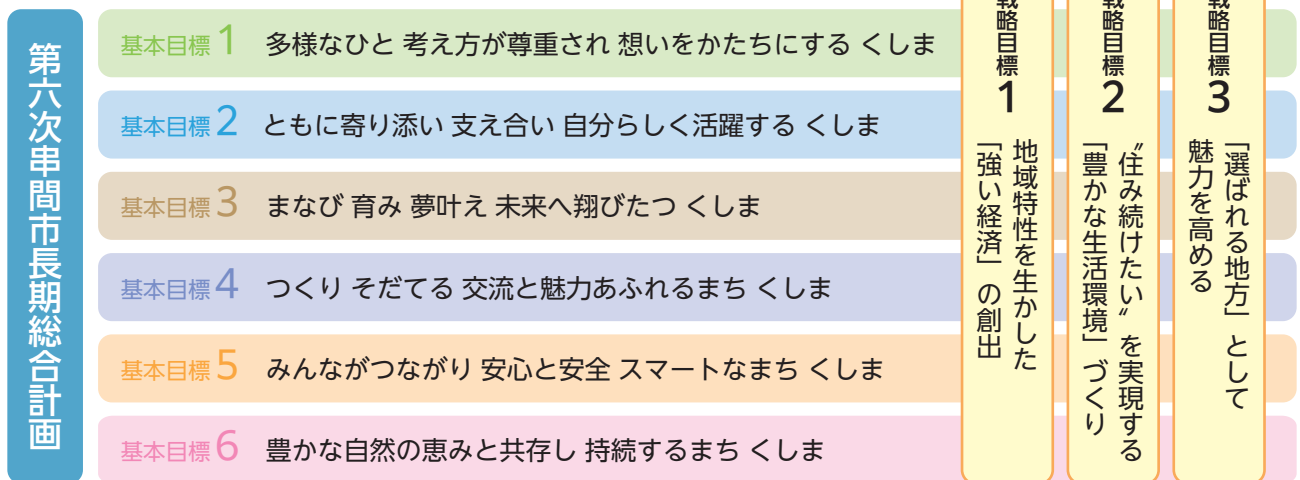 第六次串間市長期総合計画
基本目標 1 多様なひと 考え方が尊重され 想いをかたちにする くしま
基本目標 2 ともに寄り添い 支え合い 自分らしく活躍する くしま
基本目標 3 まなび 育み 夢叶え 未来へ翔びたつ くしま
基本目標 4 つくり そだてる 交流と魅力あふれるまち くしま
基本目標 5 みんながつながり 安心と安全 スマートなまち くしま
基本目標 6 豊かな自然の恵みと共存し 持続するまち くしま
戦略目標 1
地域特性を生かした
「強い経済」の創出
戦略目標 2
〝住み続けたい〟を実現する
「豊かな生活環境」づくり
戦略目標 3
「選ばれる地方」として
魅力を高める